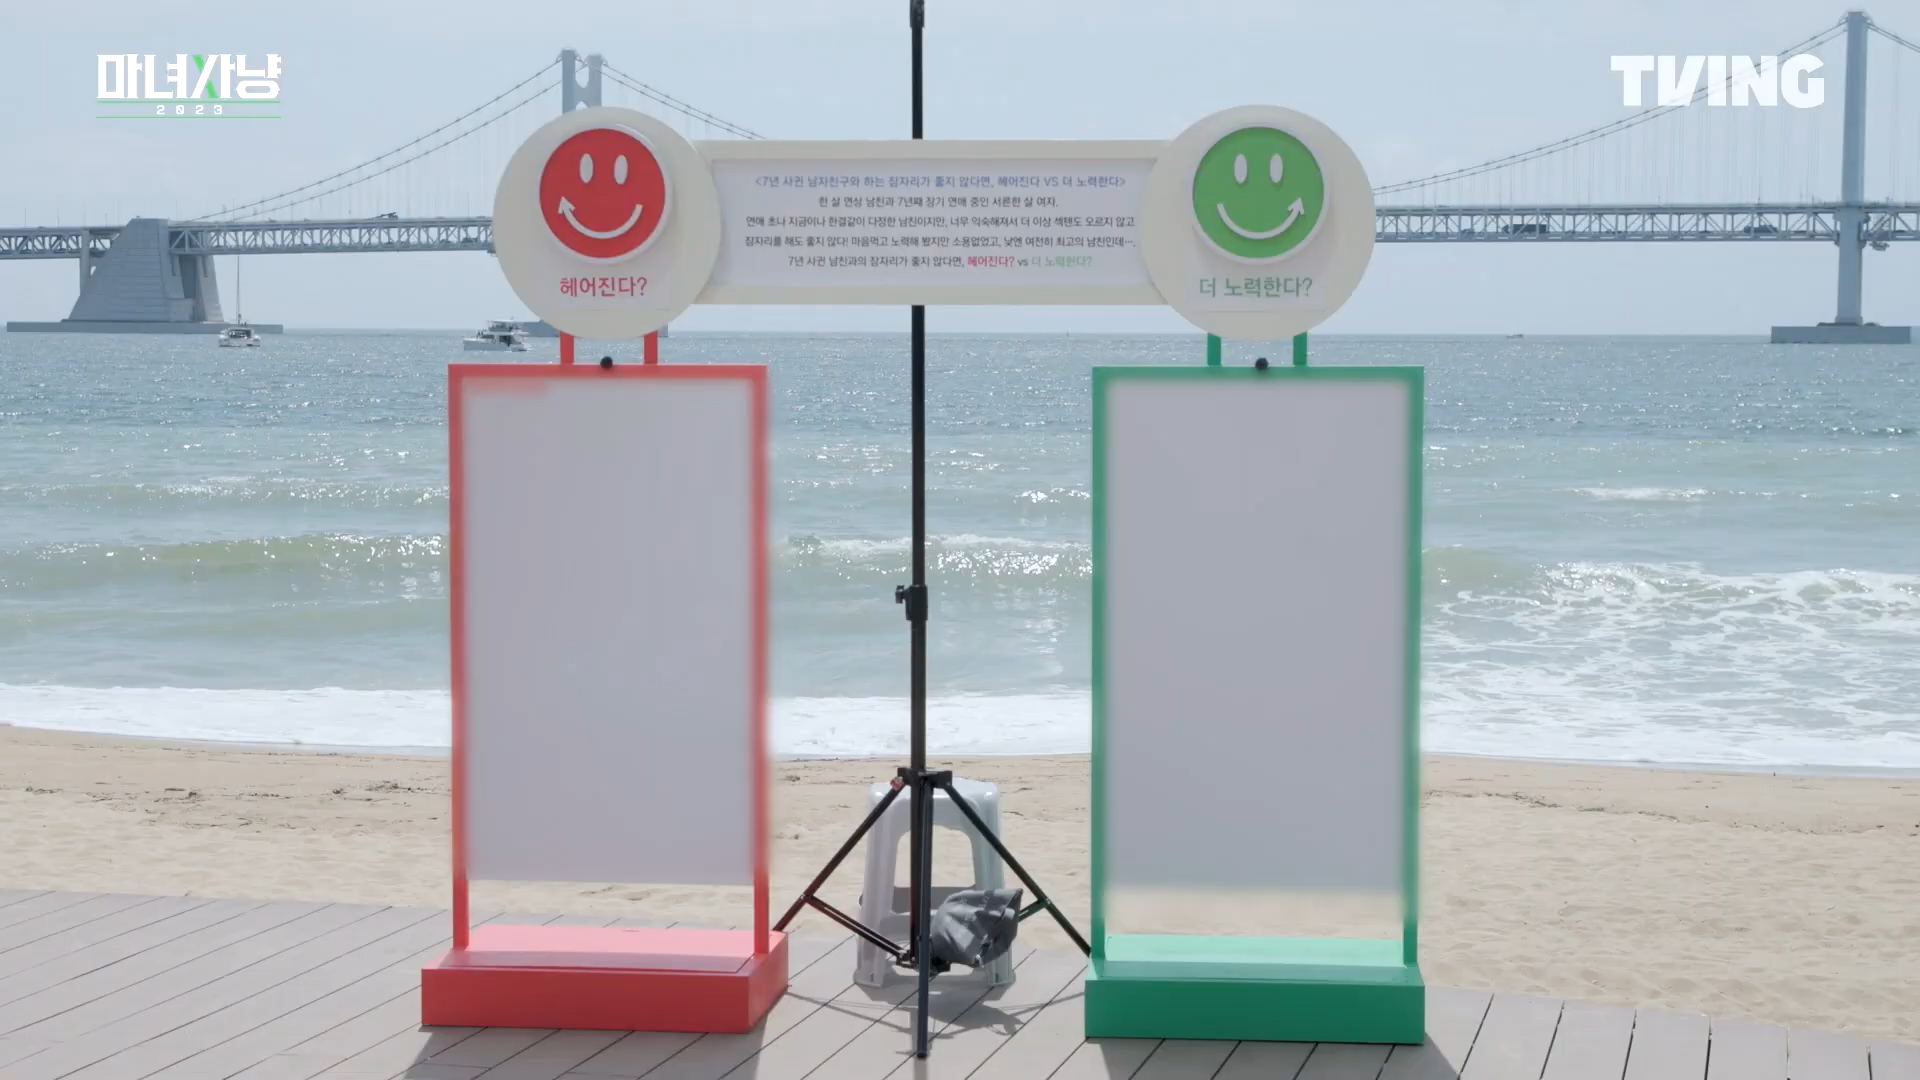 마녀사냥
2023
TVING
<7년 사귄 남자친구와 하는 잠자리가 좋지 않다면, 헤어진다 VS 더 노력한다>
한 살 연상 남친과 7년째 장기 연애 중인 서른한 살 여자.
연애 초나 지금이나 한결같이 다정한 남친이지만, 너무 익숙해져서 더 이상 섹텐도 오르지 않고
잠자리를 해도 좋지 않다! 마음먹고 노력해 봤지만 소용없었고, 낮엔 여전히 최고의 남친인데…,
7년 사귄 남친과의 잠자리가 좋지 않다면, 헤어진다? vs 더 노력한다?
헤어진다?
더 노력한다?